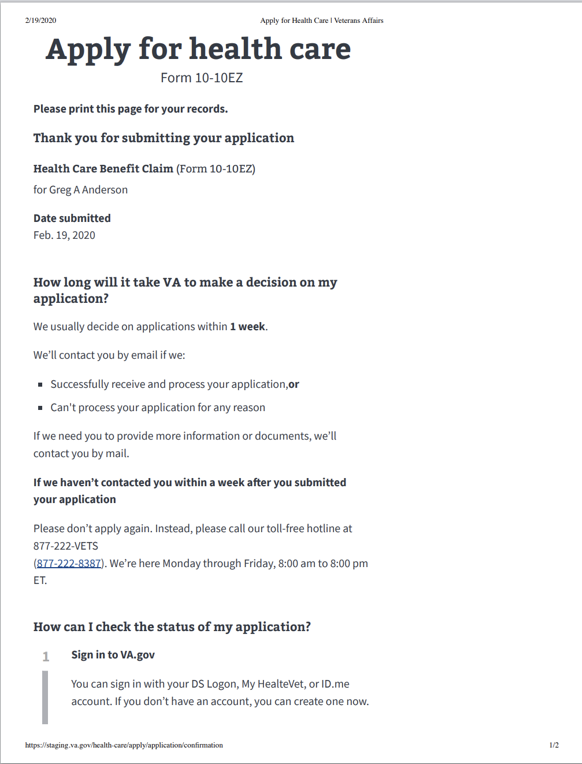 2/19/2020
Apply for Health Care | Veterans Affairs
Apply for health care
Form 10-10EZ
Please print this page for your records.
Thank you for submitting your application
Health Care Benefit Claim (Form 10-10EZ)
for Greg A Anderson
Date submitted
Feb. 19, 2020
How long will it take VA to make a decision on my
application?
We usually decide on applications within 1 week.
We'll contact you by email if we:
▪ Successfully receive and process your application,or
▪ Can't process your application for any reason
If we need you to provide more information or documents, we'll
contact you by mail.
If we haven't contacted you within a week after you submitted
your application
Please don't apply again. Instead, please call our toll-free hotline at
877-222-VETS
(877-222-8387). We're here Monday through Friday, 8:00 am to 8:00 pm
ET.
How can I check the status of my application?
1 Sign in to VA.gov
You can sign in with your DS Logon, My HealteVet, or ID.me
account. If you don't have an account, you can create one now.
https://staging.va.gov/health-care/apply/application/confirmation
1/2